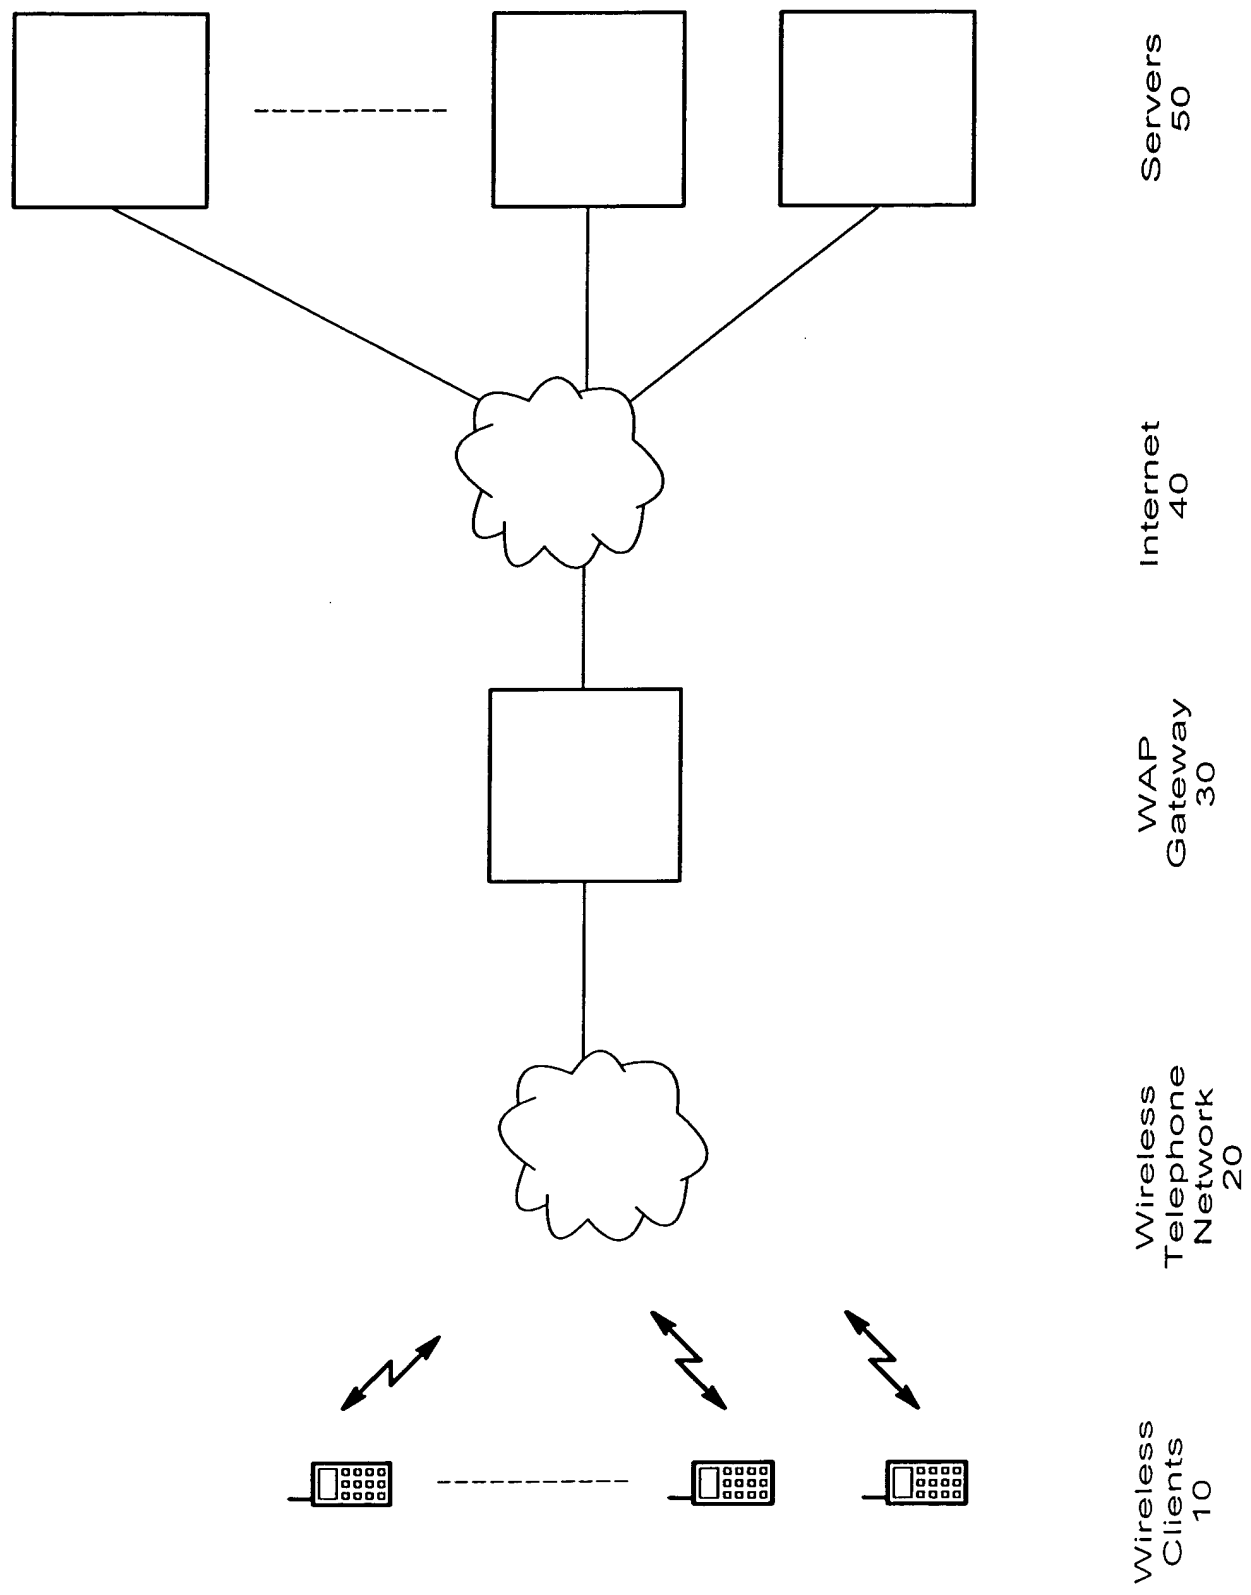 Servers
50
Internet
40
WAP
Gateway
30
Wireless
Telephone
Network
20
Wireless
Clients
10